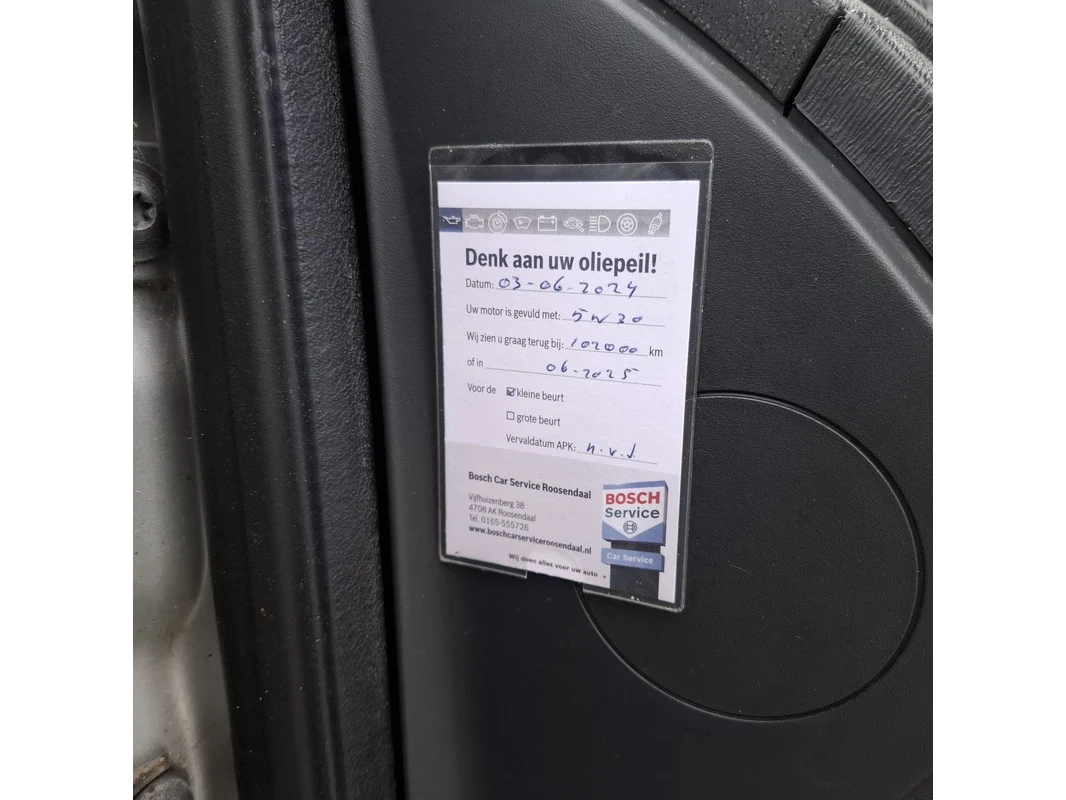 Denk aan uw oliepeil!
Datum: 03-06-2024
Uw motor is gevuld met: 5W30
Wij zien u graag terug bij: 102000 km
of in 06-2025
Voor de kleine beurt
grote beurt
Vervaldatum APK: n.v.t.
Bosch Car Service Roosendaal
Vijfhuizenberg 38
4708 AK Roosendaal
Tel. 0165-555726
www.boschcarserviceroosendaal.nl
Wij doen alles voor uw auto
BOSCH
Service
Car Service